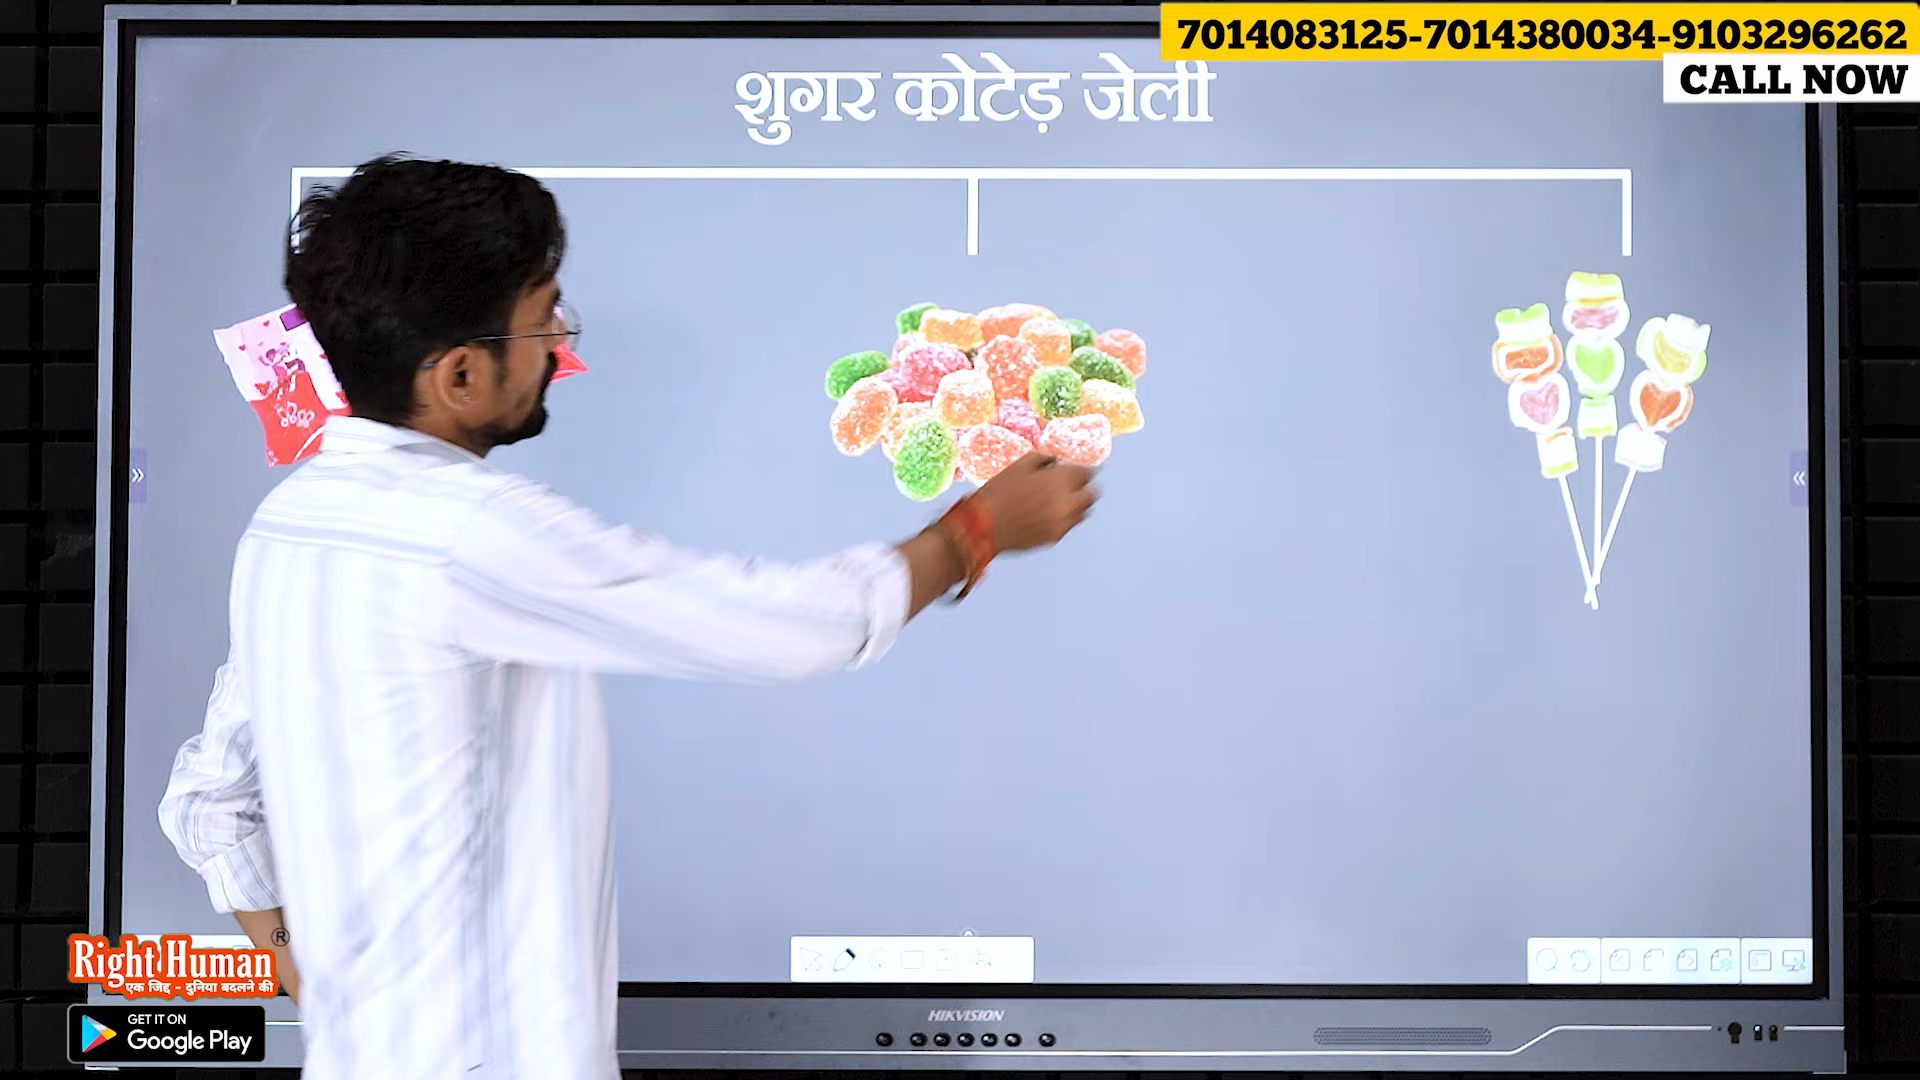 7014083125-7014380034-9103296262
CALL NOW
शुगर कोटेड़ जेली
Right Human ®
एक जिद्द - दुनिया बदलने की
GET IT ON
Google Play
HIKVISION